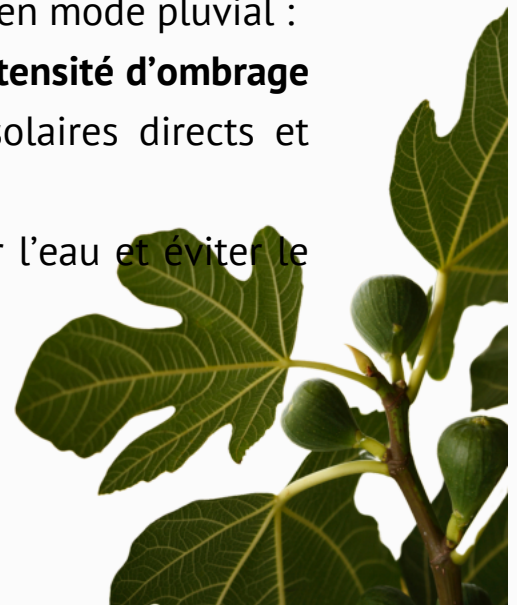 en mode pluvial :
tensité d’ombrage
solaires directs et
r l’eau et éviter le